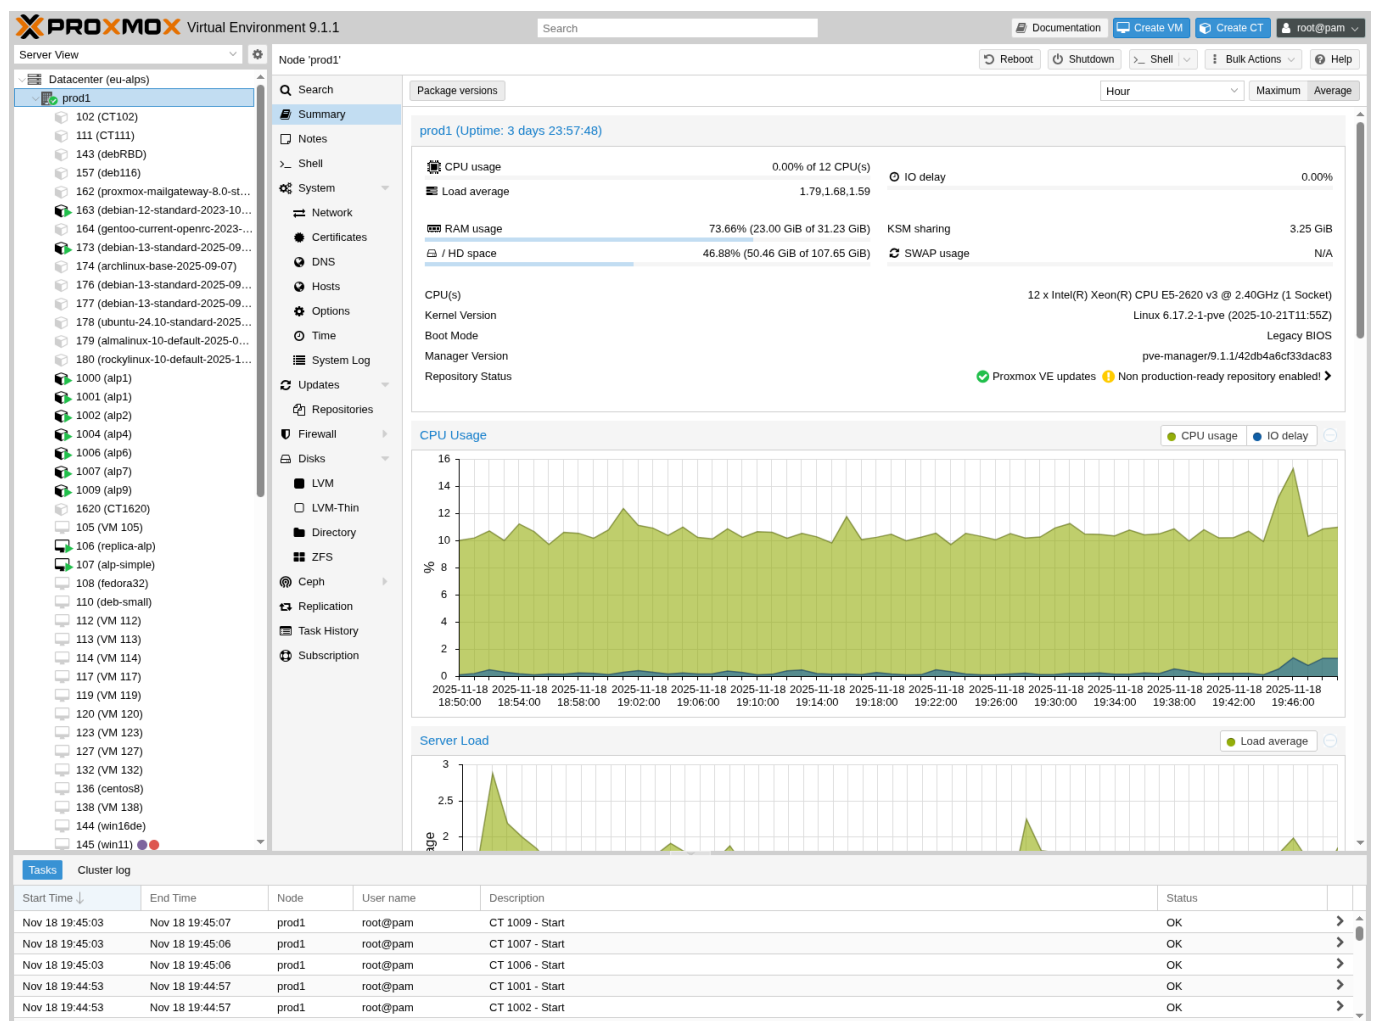 PROXMOX Virtual Environment 9.1.1
Search
Documentation
Create VM
Create CT
root@pam
Server View
Datacenter (eu-alps)
prod1
102 (CT102)
111 (CT111)
143 (debRBD)
157 (deb116)
162 (proxmox-mailgateway-8.0-st...
163 (debian-12-standard-2023-10...
164 (gentoo-current-openrc-2023-...
173 (debian-13-standard-2025-09...
174 (archlinux-base-2025-09-07)
176 (debian-13-standard-2025-09...
177 (debian-13-standard-2025-09...
178 (ubuntu-24.10-standard-2025...
179 (almalinux-10-default-2025-0...
180 (rockylinux-10-default-2025-1...
1000 (alp1)
1001 (alp1)
1002 (alp2)
1004 (alp4)
1006 (alp6)
1007 (alp7)
1009 (alp9)
1620 (CT1620)
105 (VM 105)
106 (replica-alp)
107 (alp-simple)
108 (fedora32)
110 (deb-small)
112 (VM 112)
113 (VM 113)
114 (VM 114)
117 (VM 117)
119 (VM 119)
120 (VM 120)
123 (VM 123)
127 (VM 127)
132 (VM 132)
136 (centos8)
138 (VM 138)
144 (win16de)
145 (win11)
Node 'prod1'
Reboot
Shutdown
Shell
Bulk Actions
Help
Search
Summary
Notes
Shell
System
Network
Certificates
DNS
Hosts
Options
Time
System Log
Updates
Repositories
Firewall
Disks
LVM
LVM-Thin
Directory
ZFS
Ceph
Replication
Task History
Subscription
Package versions
Hour
Maximum
Average
prod1 (Uptime: 3 days 23:57:48)
CPU usage 0.00% of 12 CPU(s)
IO delay 0.00%
Load average 1.79,1.68,1.59
RAM usage 73.66% (23.00 GiB of 31.23 GiB)
KSM sharing 3.25 GiB
/ HD space 46.88% (50.46 GiB of 107.65 GiB)
SWAP usage N/A
CPU(s) 12 x Intel(R) Xeon(R) CPU E5-2620 v3 @ 2.40GHz (1 Socket)
Kernel Version Linux 6.17.2-1-pve (2025-10-21T11:55Z)
Boot Mode Legacy BIOS
Manager Version pve-manager/9.1.1/42db4a6cf33dac83
Repository Status Proxmox VE updates Non production-ready repository enabled!
CPU Usage
CPU usage
IO delay
16
14
12
10
8
%
6
4
2
0
2025-11-18 2025-11-18 2025-11-18 2025-11-18 2025-11-18 2025-11-18 2025-11-18 2025-11-18 2025-11-18 2025-11-18 2025-11-18 2025-11-18 2025-11-18 2025-11-18 2025-11-18
18:50:00 18:54:00 18:58:00 19:02:00 19:06:00 19:10:00 19:14:00 19:18:00 19:22:00 19:26:00 19:30:00 19:34:00 19:38:00 19:42:00 19:46:00
Server Load
Load average
3
2.5
2
Tasks
Cluster log
Start Time End Time Node User name Description Status
Nov 18 19:45:03 Nov 18 19:45:07 prod1 root@pam CT 1009 - Start OK
Nov 18 19:45:03 Nov 18 19:45:06 prod1 root@pam CT 1007 - Start OK
Nov 18 19:45:03 Nov 18 19:45:06 prod1 root@pam CT 1006 - Start OK
Nov 18 19:44:53 Nov 18 19:44:57 prod1 root@pam CT 1001 - Start OK
Nov 18 19:44:53 Nov 18 19:44:57 prod1 root@pam CT 1002 - Start OK